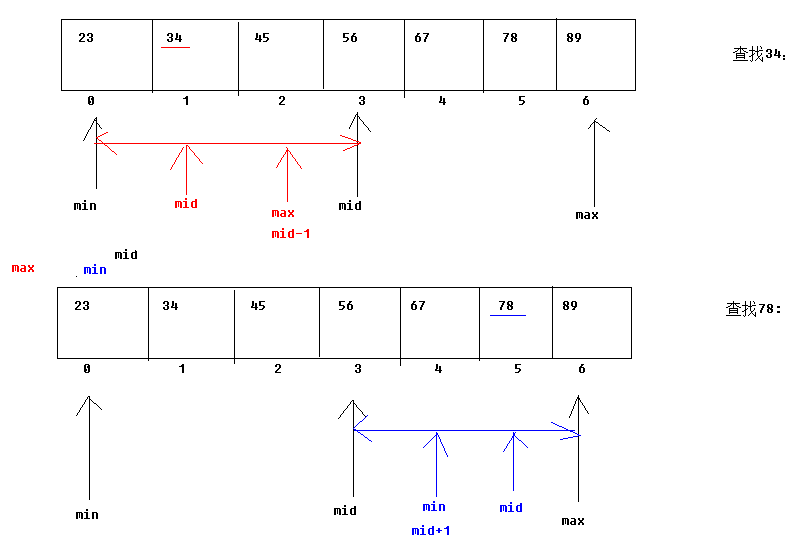 23 34 45 56 67 78 89
查找34:
0 1 2 3 4 5 6
min mid max mid max
mid-1
mid
max min
23 34 45 56 67 78 89
查找78:
0 1 2 3 4 5 6
min mid min mid max
mid+1